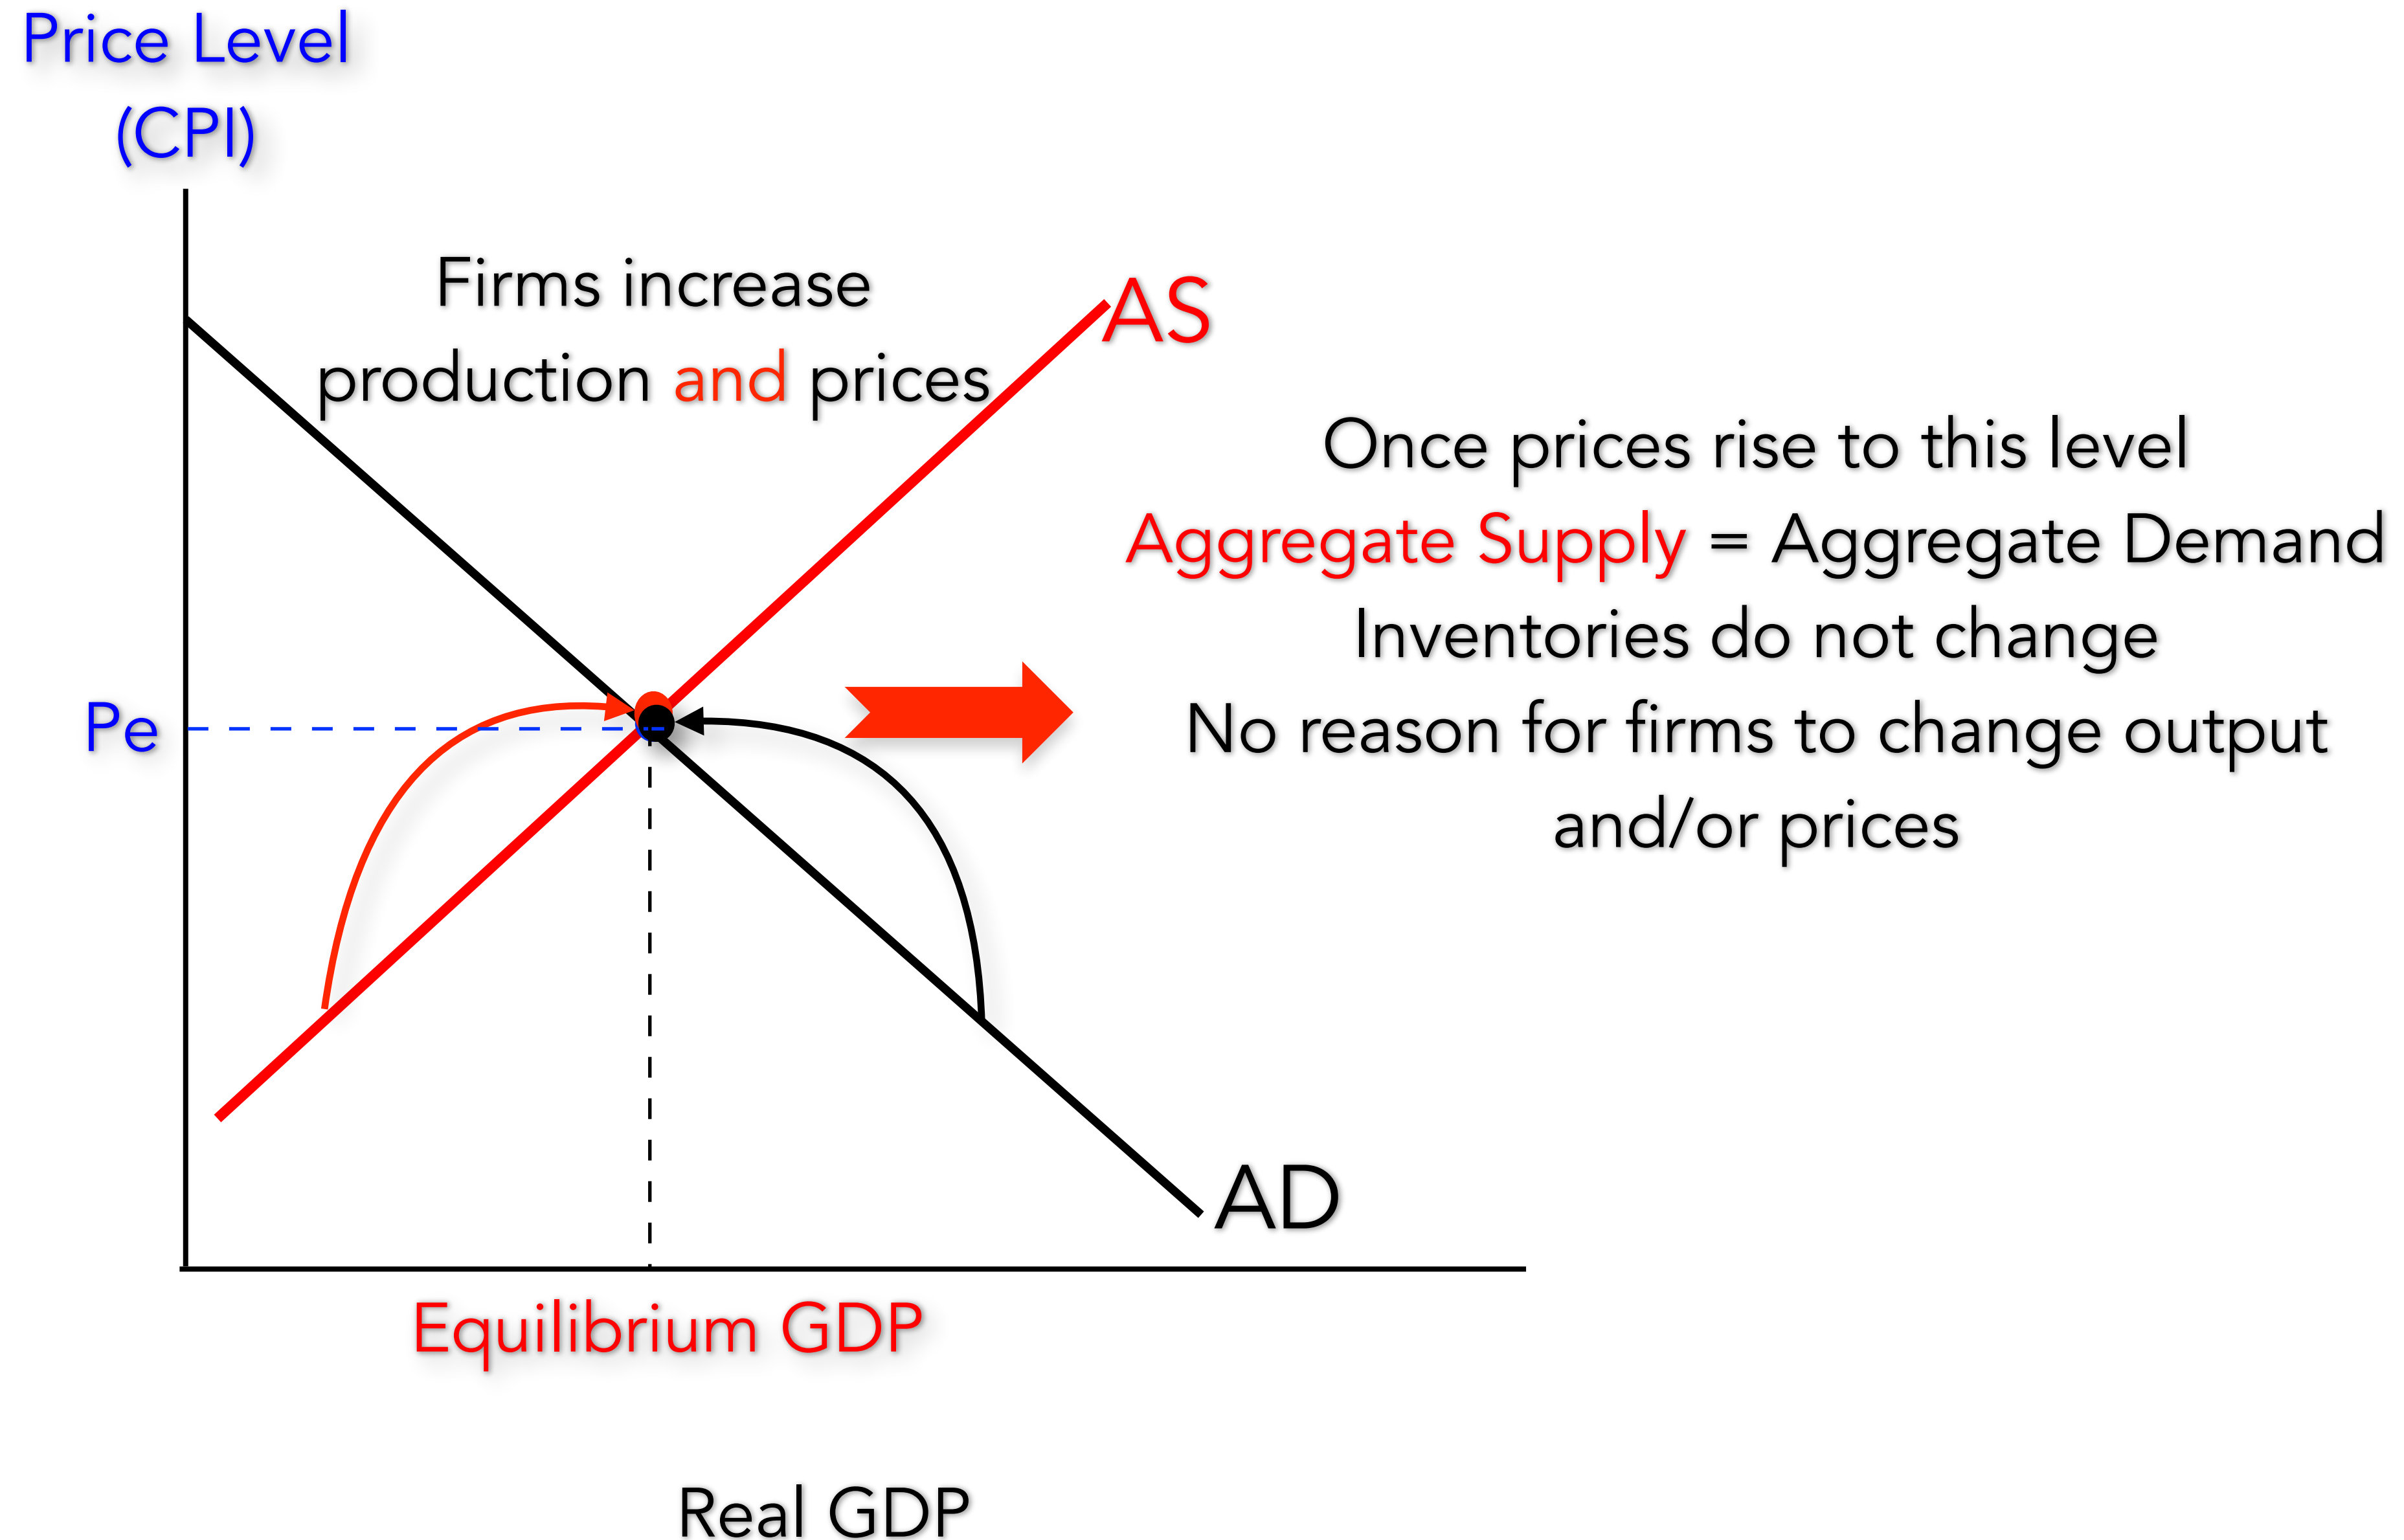 Price Level
(CPI)
Firms increase
production and prices
AS
Once prices rise to this level
Aggregate Supply = Aggregate Demand
Inventories do not change
No reason for firms to change output
and/or prices
Pe
AD
Equilibrium GDP
Real GDP